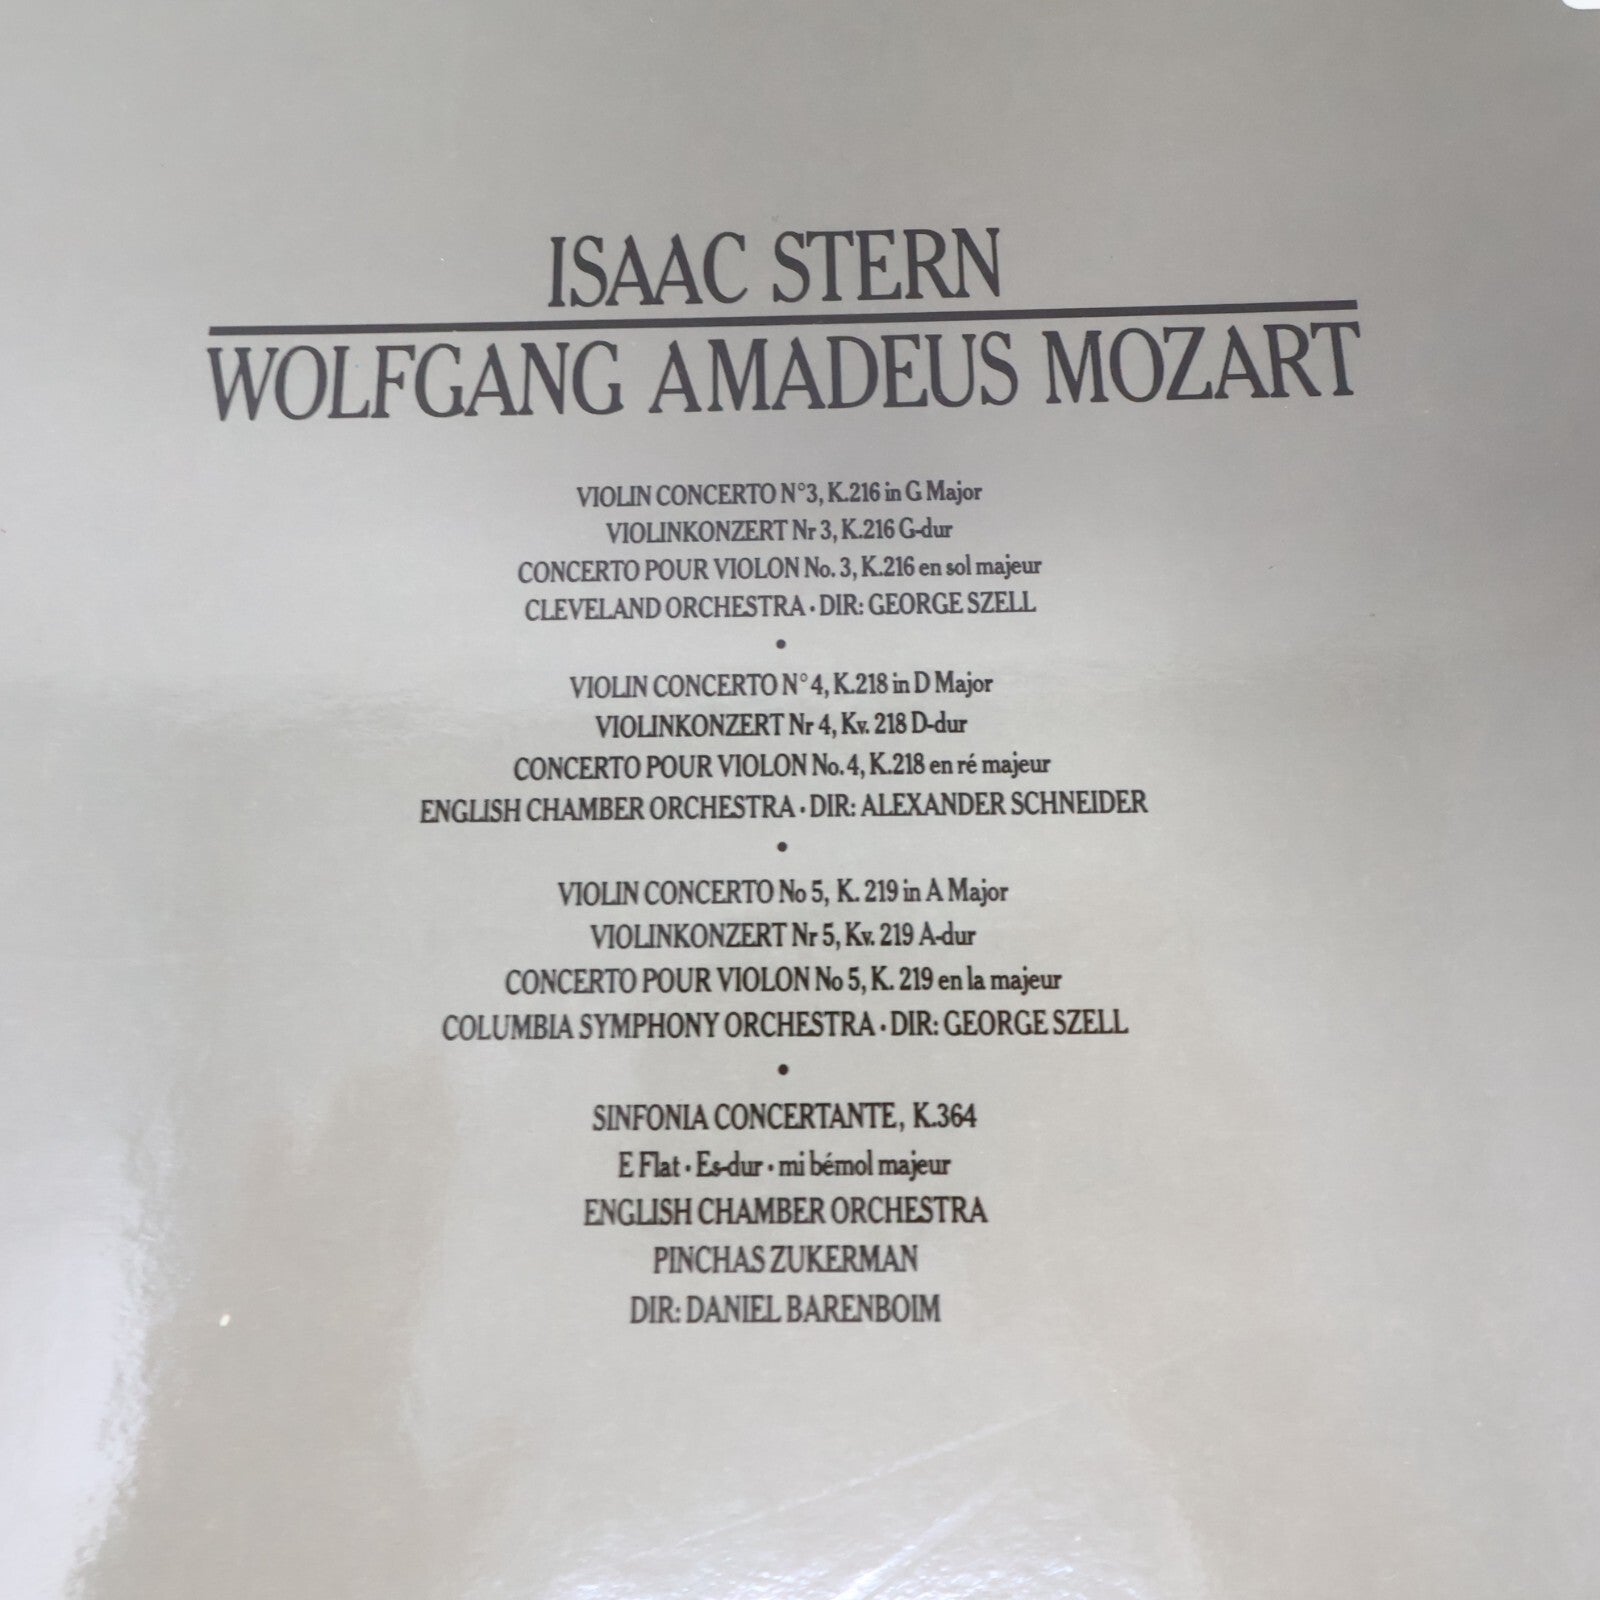 ISAAC STERN
WOLFGANG AMADEUS MOZART
VIOLIN CONCERTO N°3, K.216 in G Major
VIOLINKONZERT Nr 3, K.216 G-dur
CONCERTO POUR VIOLON No. 3, K.216 en sol majeur
CLEVELAND ORCHESTRA • DIR: GEORGE SZELL
•
VIOLIN CONCERTO N°4, K.218 in D Major
VIOLINKONZERT Nr 4, Kv. 218 D-dur
CONCERTO POUR VIOLON No. 4, K.218 en ré majeur
ENGLISH CHAMBER ORCHESTRA • DIR: ALEXANDER SCHNEIDER
•
VIOLIN CONCERTO No 5, K. 219 in A Major
VIOLINKONZERT Nr 5, Kv. 219 A-dur
CONCERTO POUR VIOLON No 5, K. 219 en la majeur
COLUMBIA SYMPHONY ORCHESTRA • DIR: GEORGE SZELL
•
SINFONIA CONCERTANTE, K.364
E Flat • Es-dur • mi bémol majeur
ENGLISH CHAMBER ORCHESTRA
PINCHAS ZUKERMAN
DIR: DANIEL BARENBOIM